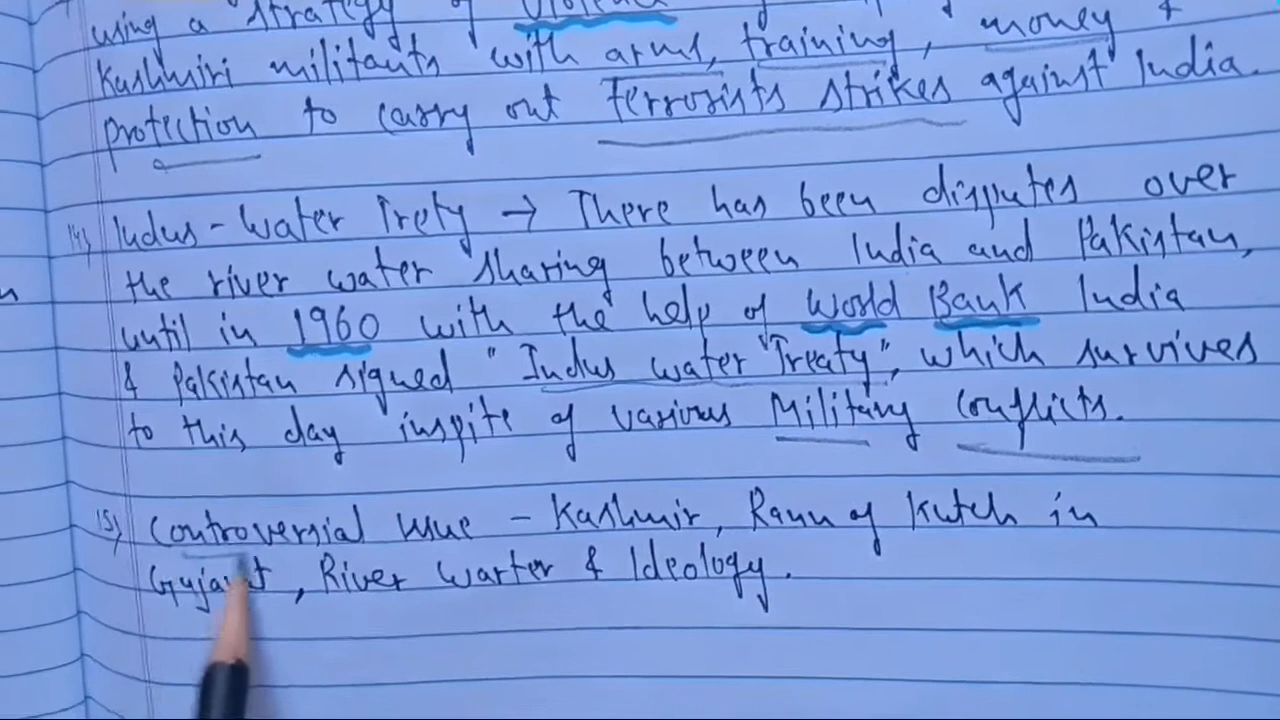 using a strategy of violence
Kashmiri militants with arms, training, money &
protection to carry out terrorists strikes against India.
14) Indus-Water Trety → There has been disputes over
the river water sharing between India and Pakistan,
until in 1960 with the help of World Bank India
& Pakistan signed "Indus water "Treaty", which survives
to this day inspite of various Military conflicts.
15) Controversial issue - Kashmir, Rann of Kutch in
Gujarat, River Warter & Ideology.